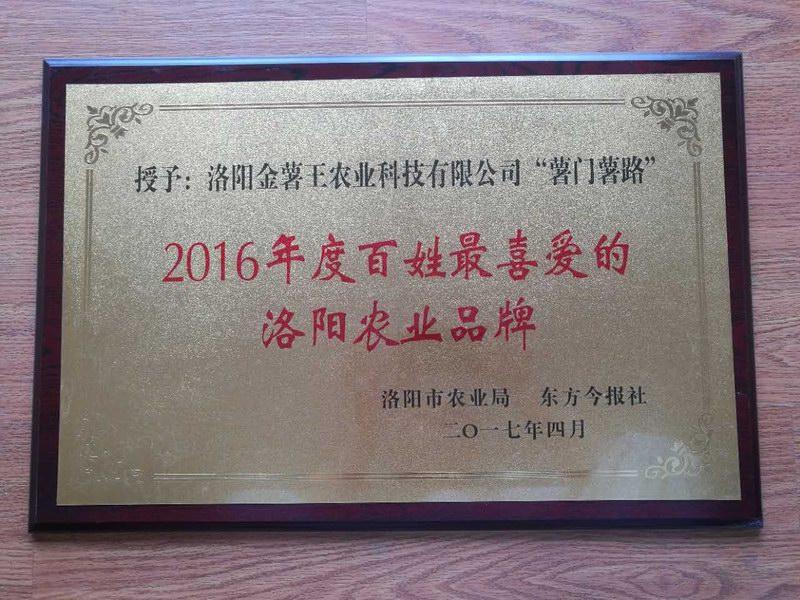 授予：洛阳金薯王农业科技有限公司“薯门薯路”
2016年度百姓最喜爱的
洛阳农业品牌
洛阳市农业局 东方今报社
二〇一七年四月